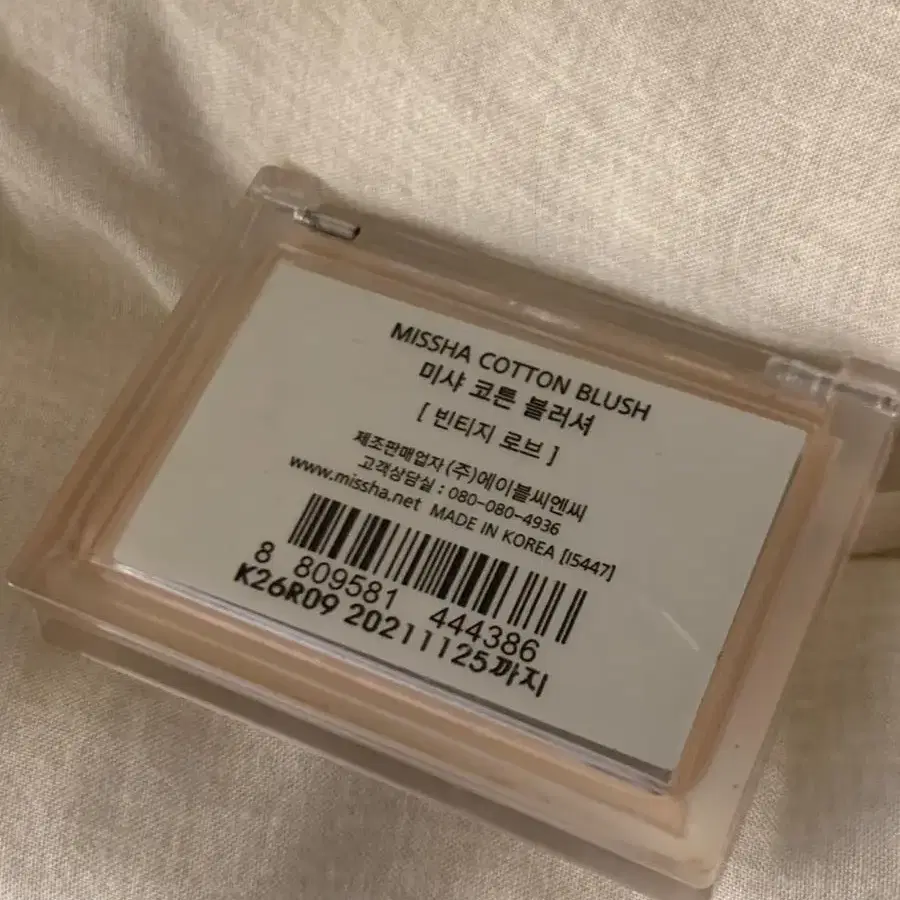 MISSHA COTTON BLUSH
미샤 코튼 블러셔
[ 빈티지 로브 ]
제조판매업자 (주)에이블씨엔씨
고객상담실 : 080-080-4936
www.missha.net MADE IN KOREA [I5447]
8 809581 444386
K26R09 20211125까지